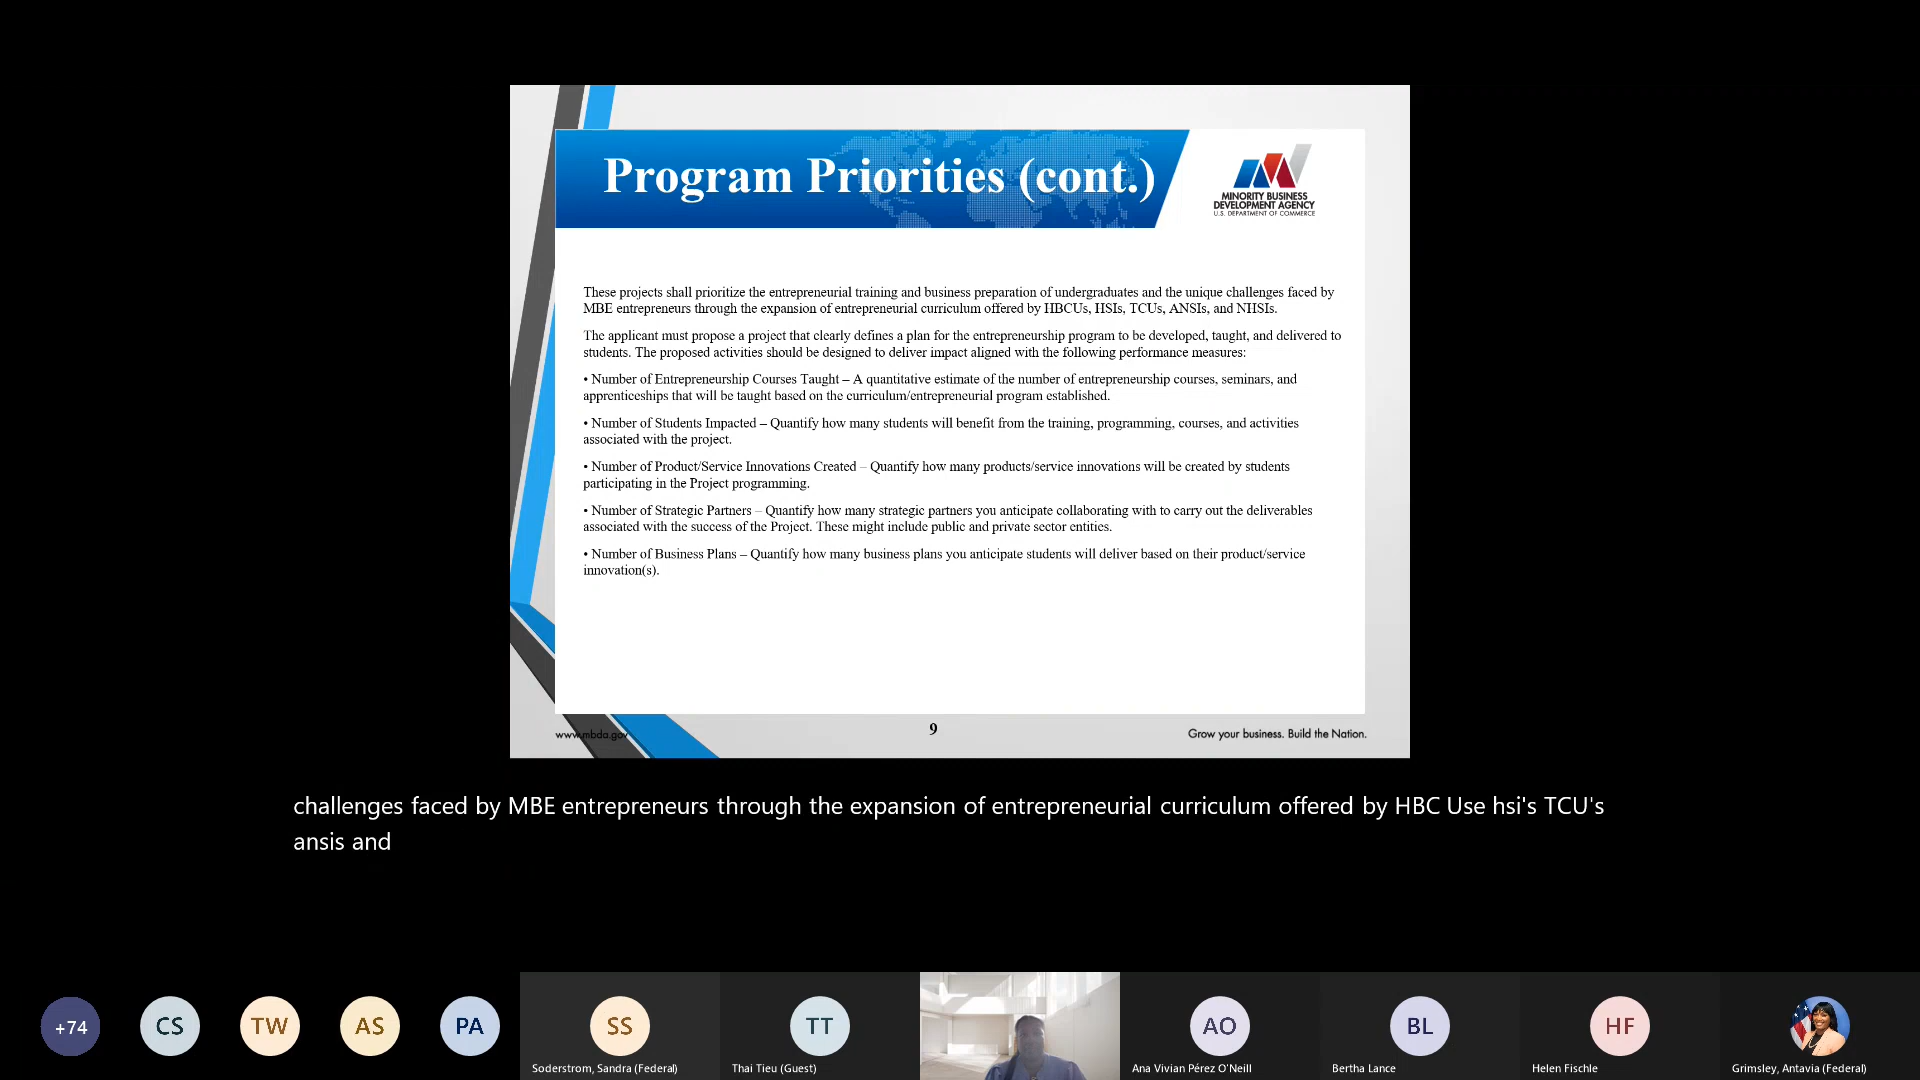 Program Priorities (cont.)
MINORITY BUSINESS
DEVELOPMENT AGENCY
U.S. DEPARTMENT OF COMMERCE
These projects shall prioritize the entrepreneurial training and business preparation of undergraduates and the unique challenges faced by
MBE entrepreneurs through the expansion of entrepreneurial curriculum offered by HBCUs, HSIs, TCUs, ANSIs, and NHSIs.
The applicant must propose a project that clearly defines a plan for the entrepreneurship program to be developed, taught, and delivered to
students. The proposed activities should be designed to deliver impact aligned with the following performance measures:
• Number of Entrepreneurship Courses Taught – A quantitative estimate of the number of entrepreneurship courses, seminars, and
apprenticeships that will be taught based on the curriculum/entrepreneurial program established.
• Number of Students Impacted – Quantify how many students will benefit from the training, programming, courses, and activities
associated with the project.
• Number of Product/Service Innovations Created – Quantify how many products/service innovations will be created by students
participating in the Project programming.
• Number of Strategic Partners – Quantify how many strategic partners you anticipate collaborating with to carry out the deliverables
associated with the success of the Project. These might include public and private sector entities.
• Number of Business Plans – Quantify how many business plans you anticipate students will deliver based on their product/service
innovation(s).
www.mbda.gov
9
Grow your business. Build the Nation.
challenges faced by MBE entrepreneurs through the expansion of entrepreneurial curriculum offered by HBC Use hsi's TCU's
ansis and
+74
CS
TW
AS
PA
SS
TT
AO
BL
HF
Soderstrom, Sandra (Federal)
Thai Tieu (Guest)
Ana Vivian Pérez O'Neill
Bertha Lance
Helen Fischle
Grimsley, Antavia (Federal)